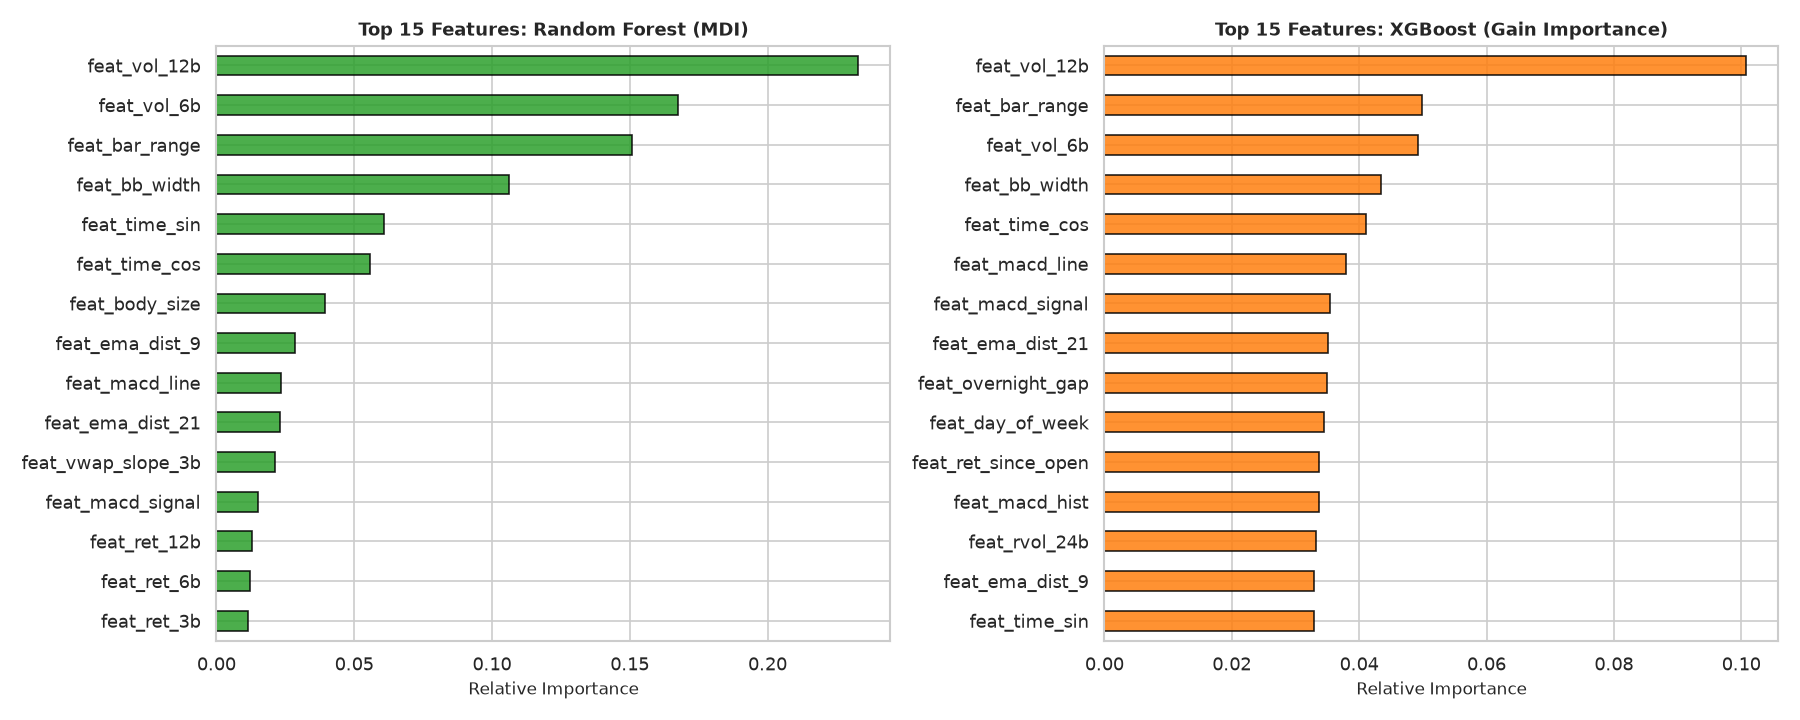 Top 15 Features: Random Forest (MDI)
feat_vol_12b
feat_vol_6b
feat_bar_range
feat_bb_width
feat_time_sin
feat_time_cos
feat_body_size
feat_ema_dist_9
feat_macd_line
feat_ema_dist_21
feat_vwap_slope_3b
feat_macd_signal
feat_ret_12b
feat_ret_6b
feat_ret_3b
0.00 0.05 0.10 0.15 0.20
Relative Importance
Top 15 Features: XGBoost (Gain Importance)
feat_vol_12b
feat_bar_range
feat_vol_6b
feat_bb_width
feat_time_cos
feat_macd_line
feat_macd_signal
feat_ema_dist_21
feat_overnight_gap
feat_day_of_week
feat_ret_since_open
feat_macd_hist
feat_rvol_24b
feat_ema_dist_9
feat_time_sin
0.00 0.02 0.04 0.06 0.08 0.10
Relative Importance